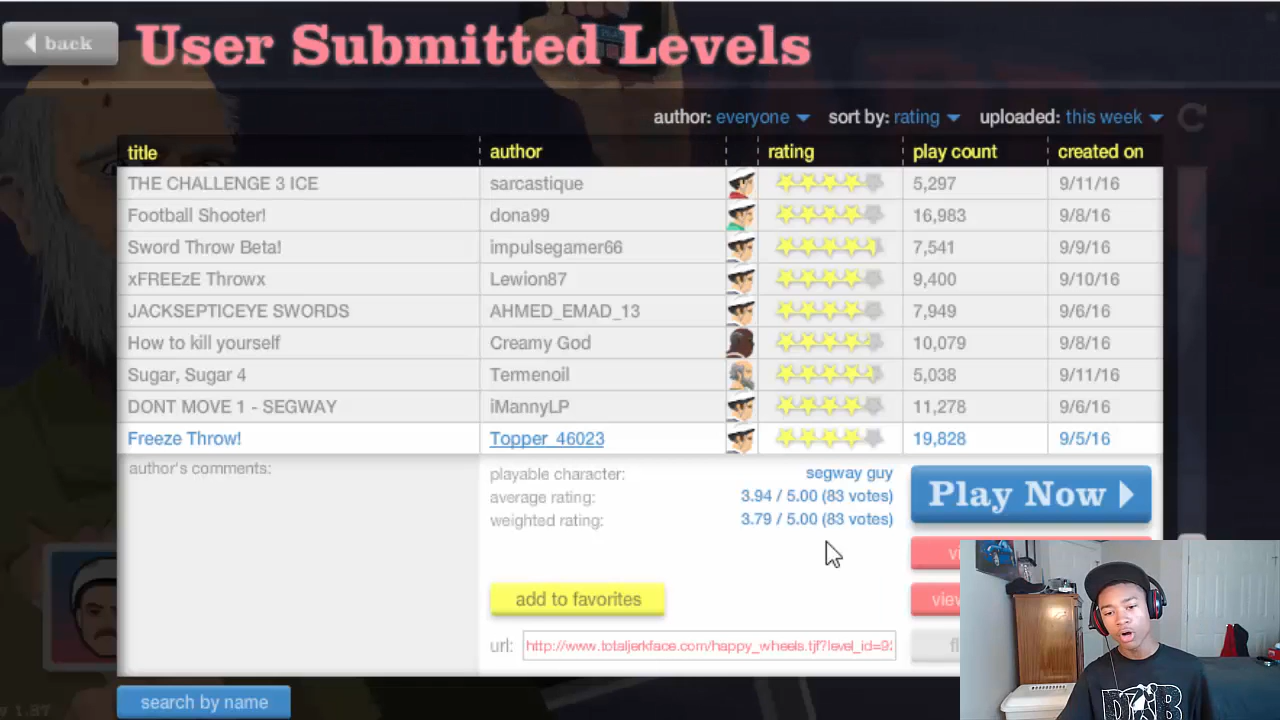 back
User Submitted Levels
author: everyone sort by: rating uploaded: this week
title author rating play count created on
THE CHALLENGE 3 ICE sarcastique 5,297 9/11/16
Football Shooter! dona99 16,983 9/8/16
Sword Throw Beta! impulsegamer66 7,541 9/9/16
xFREEzE Throwx Lewion87 9,400 9/10/16
JACKSEPTICEYE SWORDS AHMED_EMAD_13 7,949 9/6/16
How to kill yourself Creamy God 10,079 9/8/16
Sugar, Sugar 4 Termenoil 5,038 9/11/16
DONT MOVE 1 - SEGWAY iMannyLP 11,278 9/6/16
Freeze Throw! Topper_46023 19,828 9/5/16
author's comments:
playable character: segway guy
average rating: 3.94 / 5.00 (83 votes)
weighted rating: 3.79 / 5.00 (83 votes)
Play Now
add to favorites
url: http://www.totaljerkface.com/happy_wheels.tjf?level_id=9
search by name